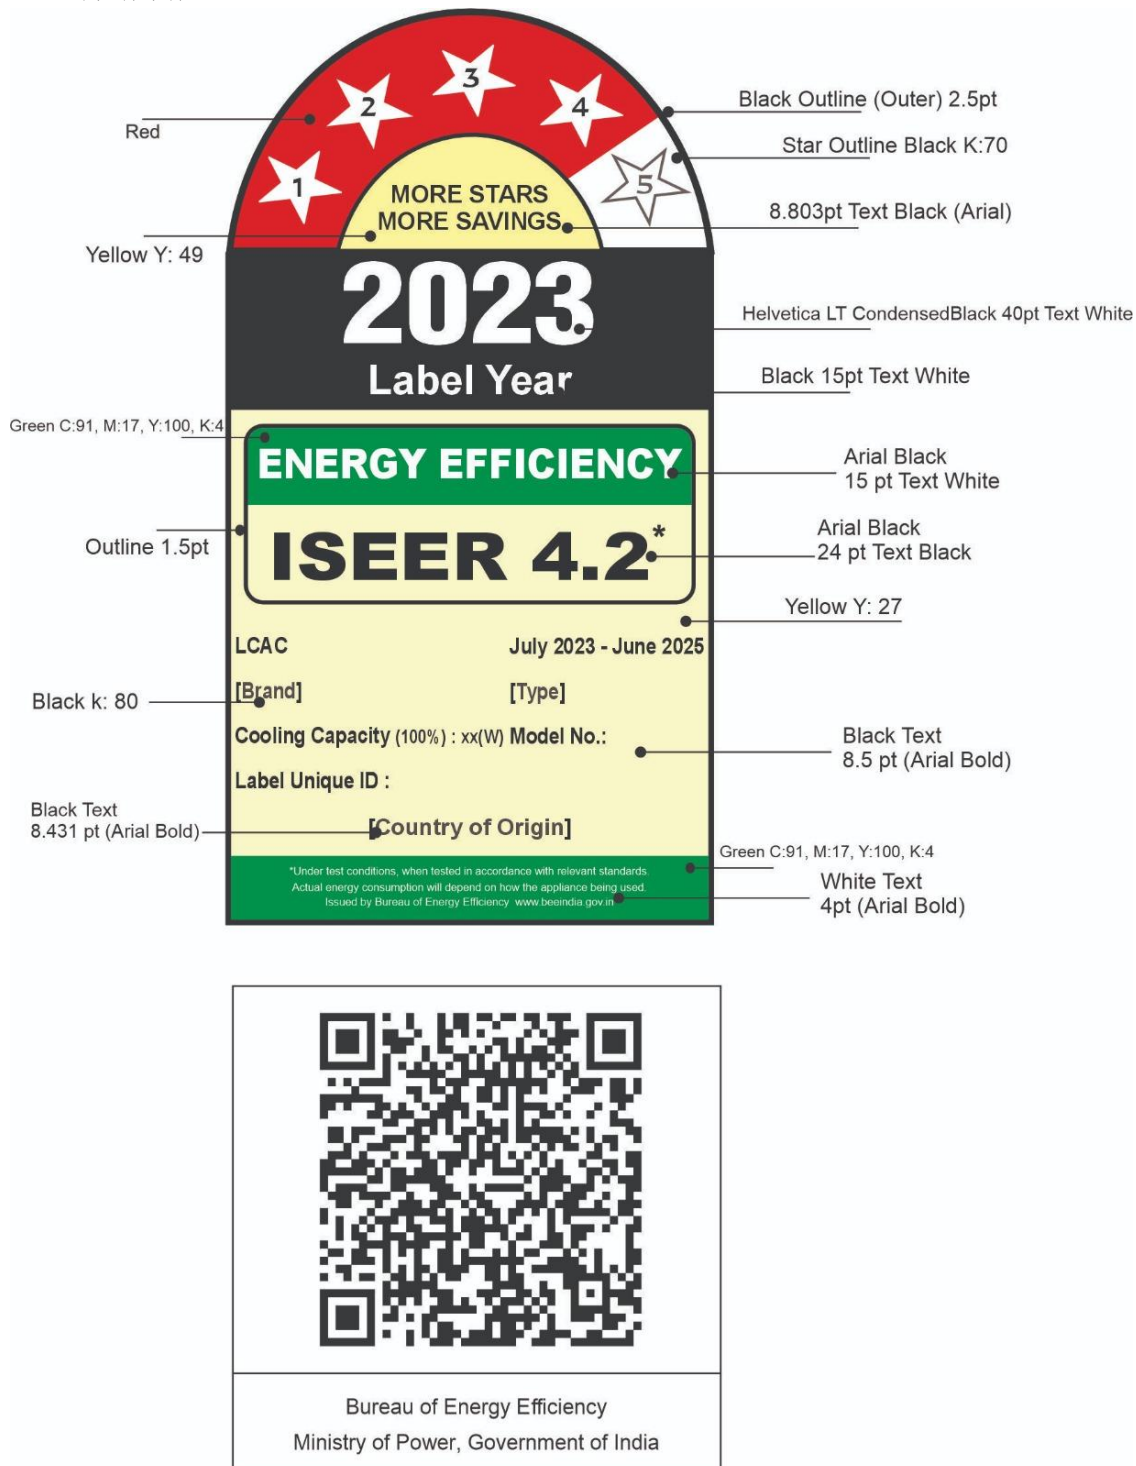 Black Outline (Outer) 2.5pt
Red
Star Outline Black K:70
1
2
3
4
5
MORE STARS
MORE SAVINGS
8.803pt Text Black (Arial)
Yellow Y: 49
2023
Helvetica LT CondensedBlack 40pt Text White
Label Year
Black 15pt Text White
Green C:91, M:17, Y:100, K:4
ENERGY EFFICIENCY
Arial Black
15 pt Text White
Outline 1.5pt
ISEER 4.2*
Arial Black
24 pt Text Black
Yellow Y: 27
LCAC July 2023 - June 2025
Black k: 80
[Brand] [Type]
Cooling Capacity (100%) : xx(W) Model No.:
Black Text
8.5 pt (Arial Bold)
Label Unique ID :
Black Text
8.431 pt (Arial Bold)
[Country of Origin]
Green C:91, M:17, Y:100, K:4
*Under test conditions, when tested in accordance with relevant standards.
Actual energy consumption will depend on how the appliance being used.
Issued by Bureau of Energy Efficiency www.beeindia.gov.in
White Text
4pt (Arial Bold)
Bureau of Energy Efficiency
Ministry of Power, Government of India